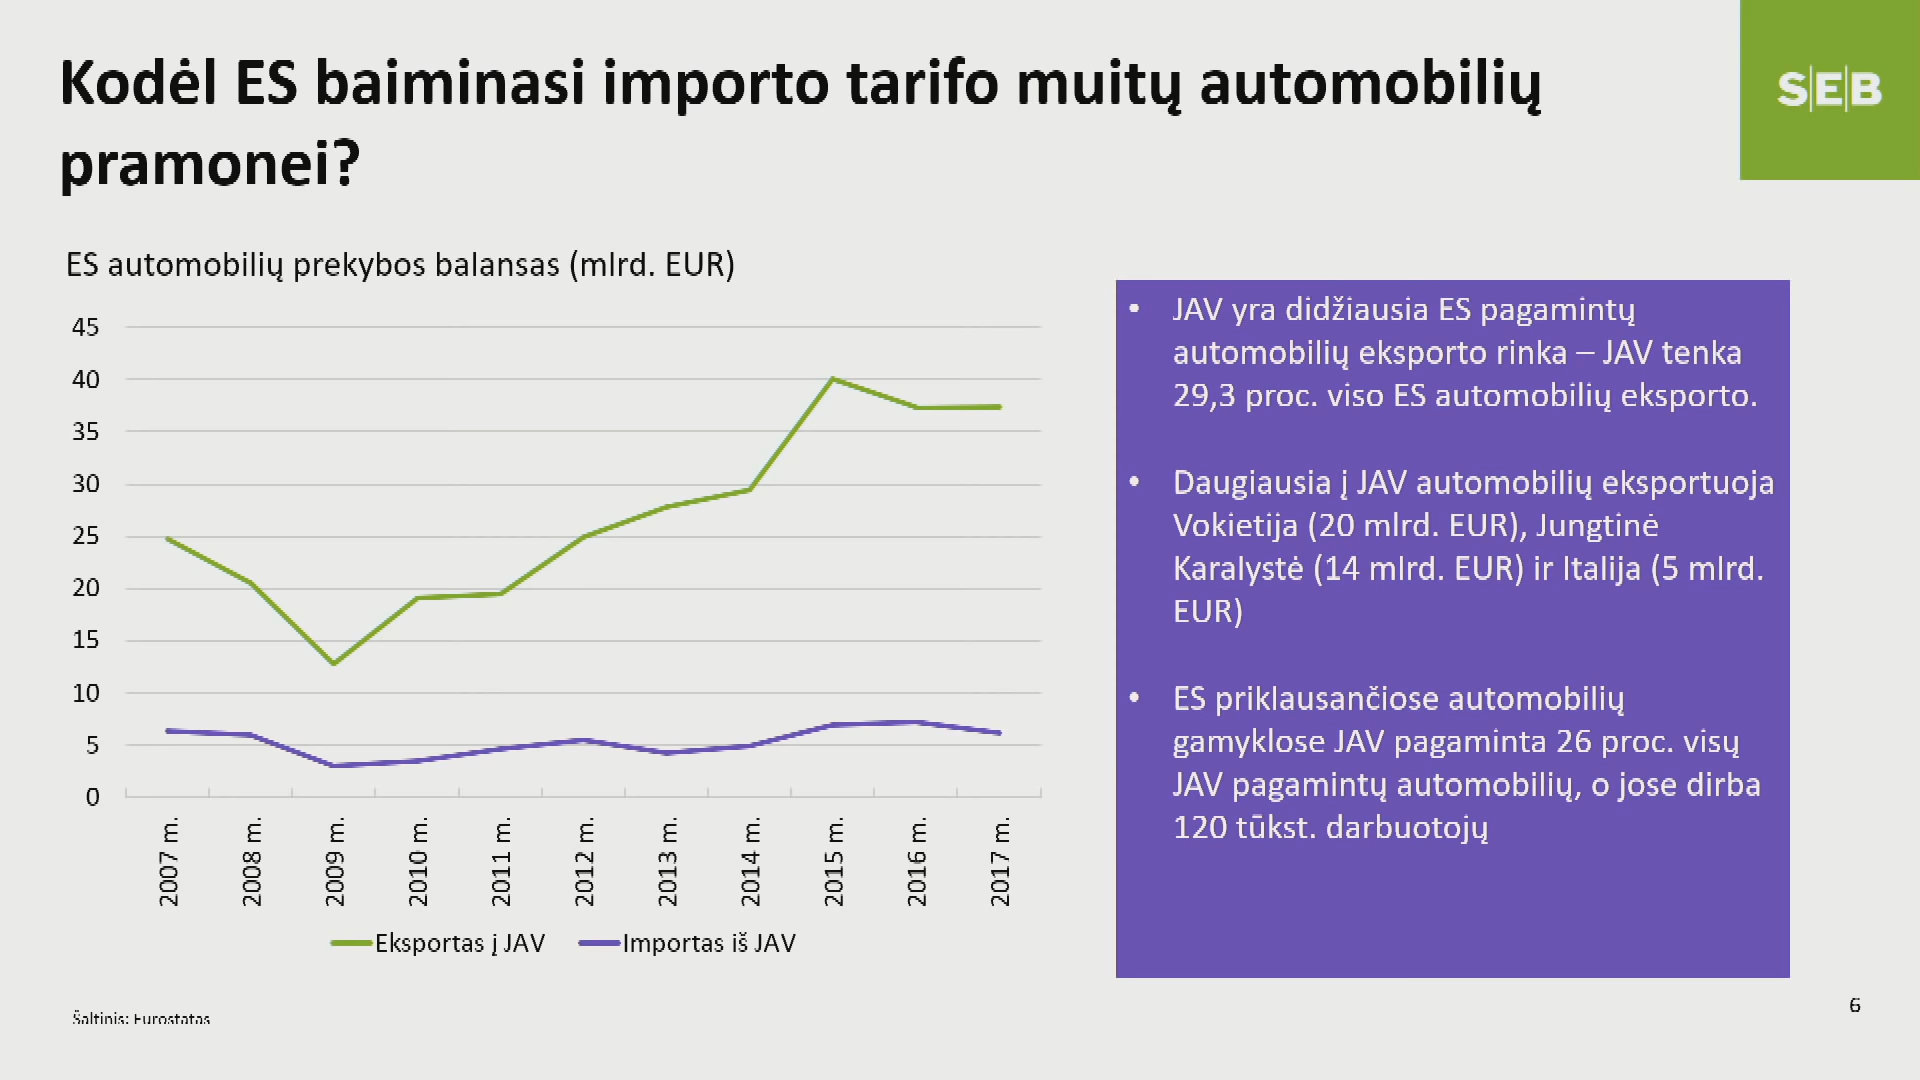 Kodėl ES baiminasi importo tarifo muitų automobilių
pramonei?
SEB
ES automobilių prekybos balansas (mlrd. EUR)
45
40
35
30
25
20
15
10
5
0
2007 m.
2008 m.
2009 m.
2010 m.
2011 m.
2012 m.
2013 m.
2014 m.
2015 m.
2016 m.
2017 m.
Eksportas į JAV
Importas iš JAV
• JAV yra didžiausia ES pagamintų
automobilių eksporto rinka – JAV tenka
29,3 proc. viso ES automobilių eksporto.
• Daugiausia į JAV automobilių eksportuoja
Vokietija (20 mlrd. EUR), Jungtinė
Karalystė (14 mlrd. EUR) ir Italija (5 mlrd.
EUR)
• ES priklausančiose automobilių
gamyklose JAV pagaminta 26 proc. visų
JAV pagamintų automobilių, o jose dirba
120 tūkst. darbuotojų
Šaltinis: Eurostatas
6